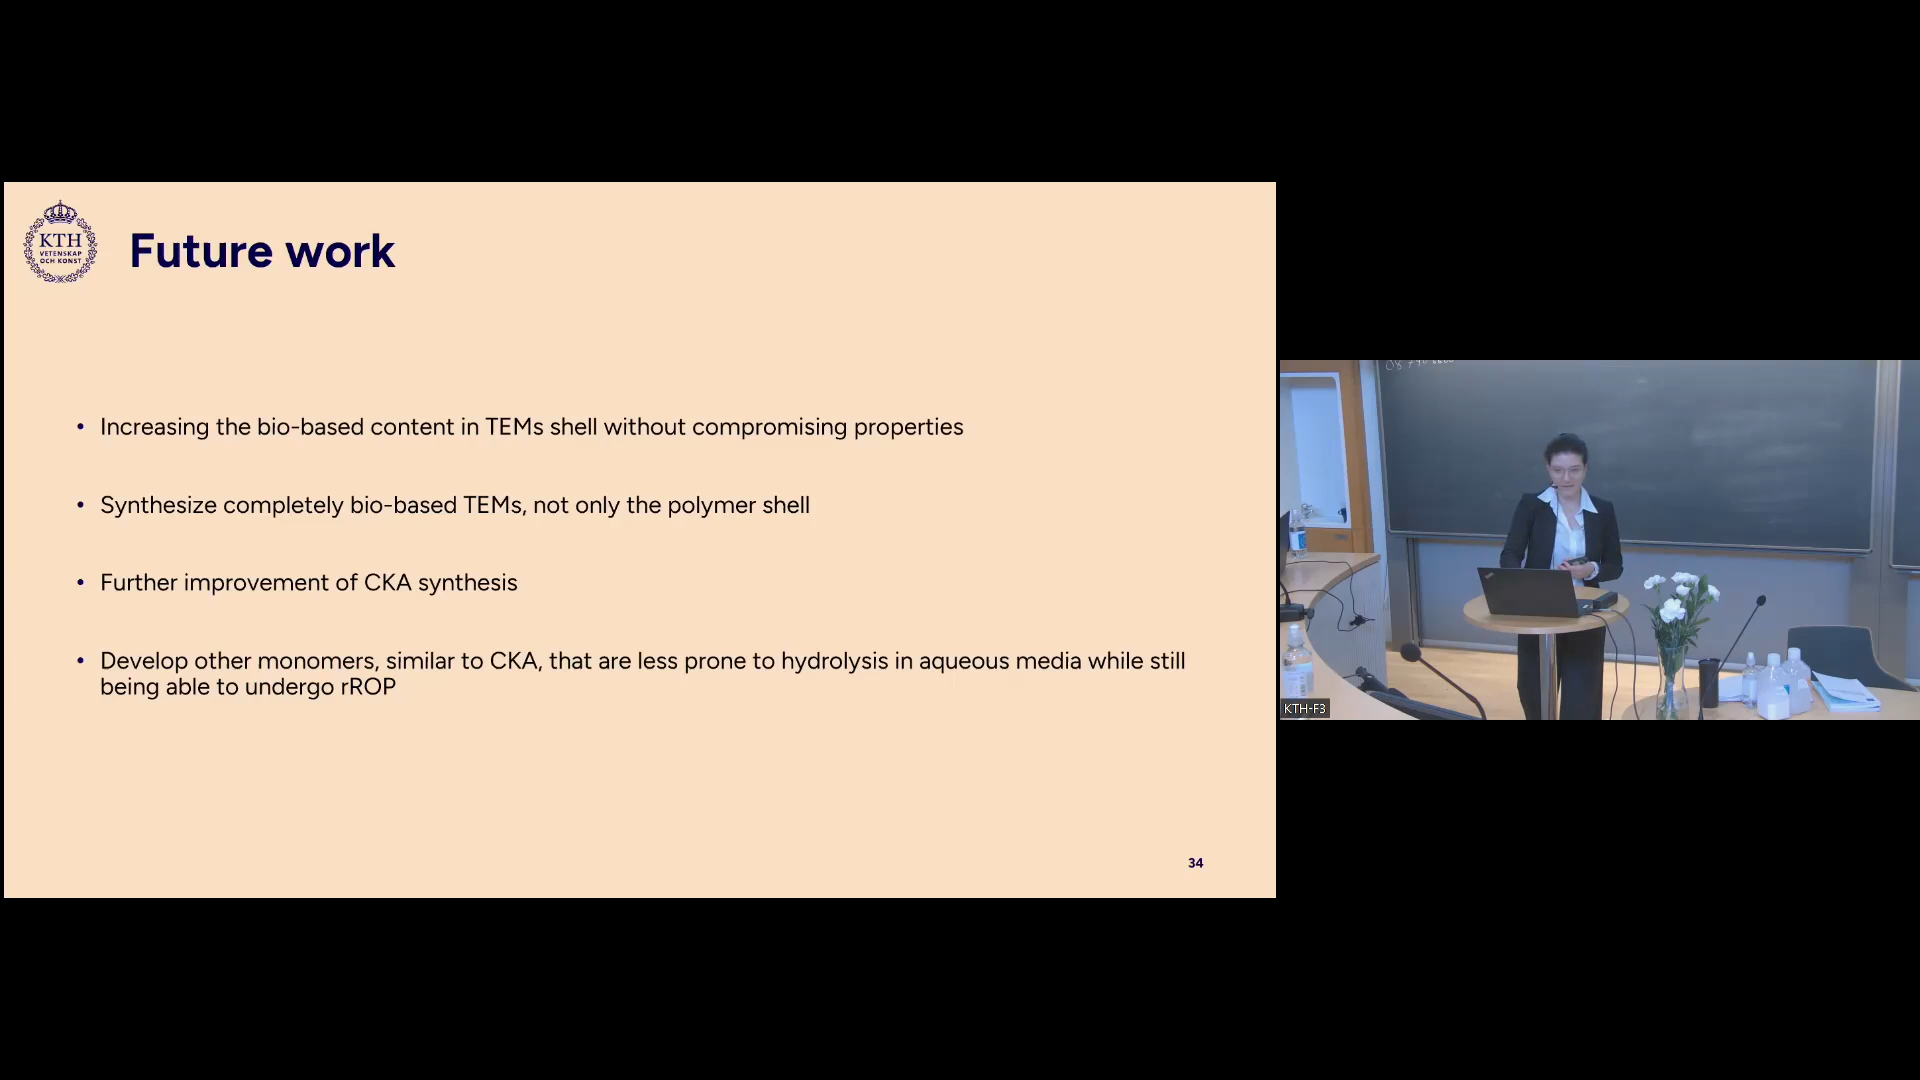 KTH
VETENSKAP
OCH KONST
Future work
• Increasing the bio-based content in TEMs shell without compromising properties
• Synthesize completely bio-based TEMs, not only the polymer shell
• Further improvement of CKA synthesis
• Develop other monomers, similar to CKA, that are less prone to hydrolysis in aqueous media while still
being able to undergo rROP
34
KTH-F3